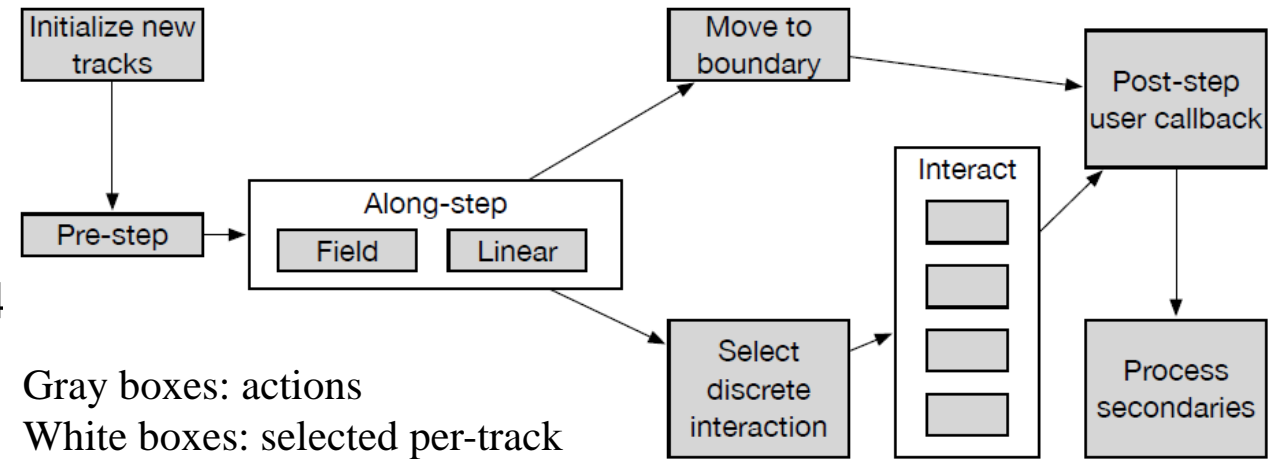 Initialize new
tracks
Pre-step
Along-step
Field
Linear
Move to
boundary
Select
discrete
interaction
Interact
Post-step
user callback
Process
secondaries
Gray boxes: actions
White boxes: selected per-track